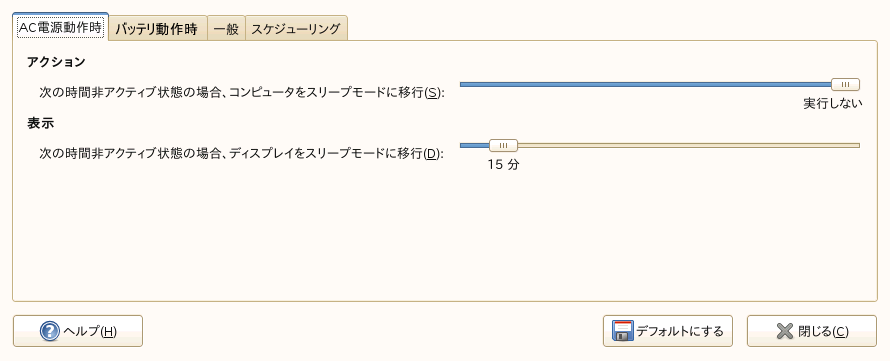 AC電源動作時 バッテリ動作時 一般 スケジューリング
アクション
次の時間非アクティブ状態の場合、コンピュータをスリープモードに移行(S):
実行しない
表示
次の時間非アクティブ状態の場合、ディスプレイをスリープモードに移行(D):
15 分
ヘルプ(H) デフォルトにする 閉じる(C)